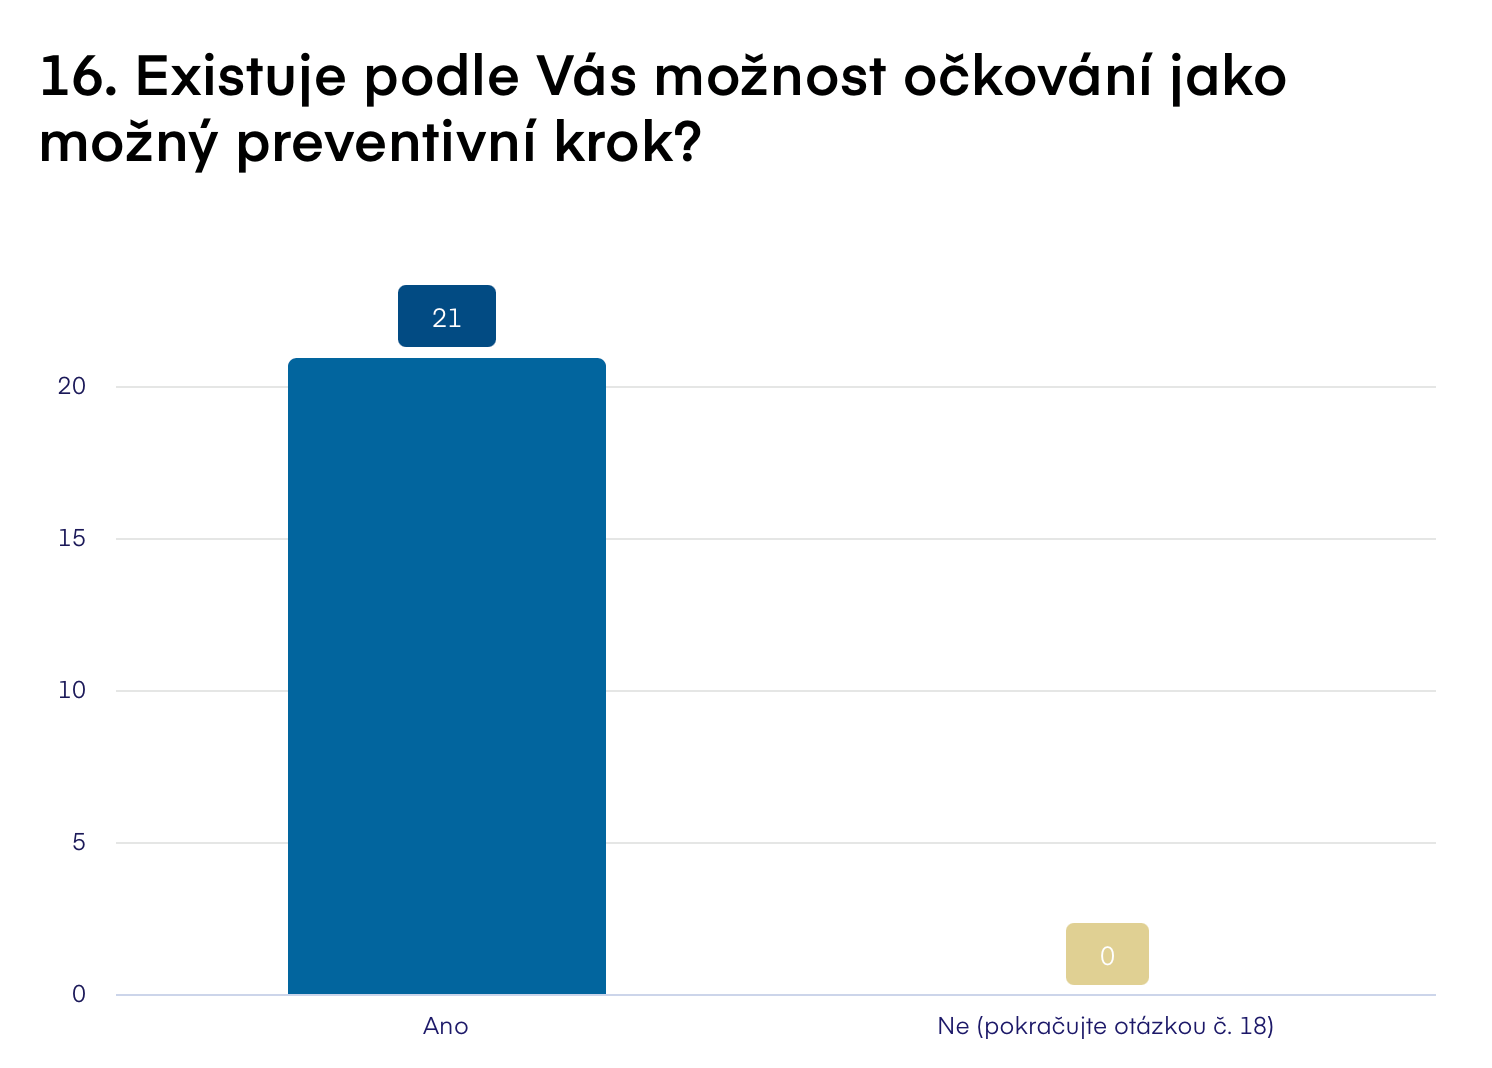 16. Existuje podle Vás možnost očkování jako
možný preventivní krok?
21
20
15
10
5
0
0
Ano
Ne (pokračujte otázkou č. 18)